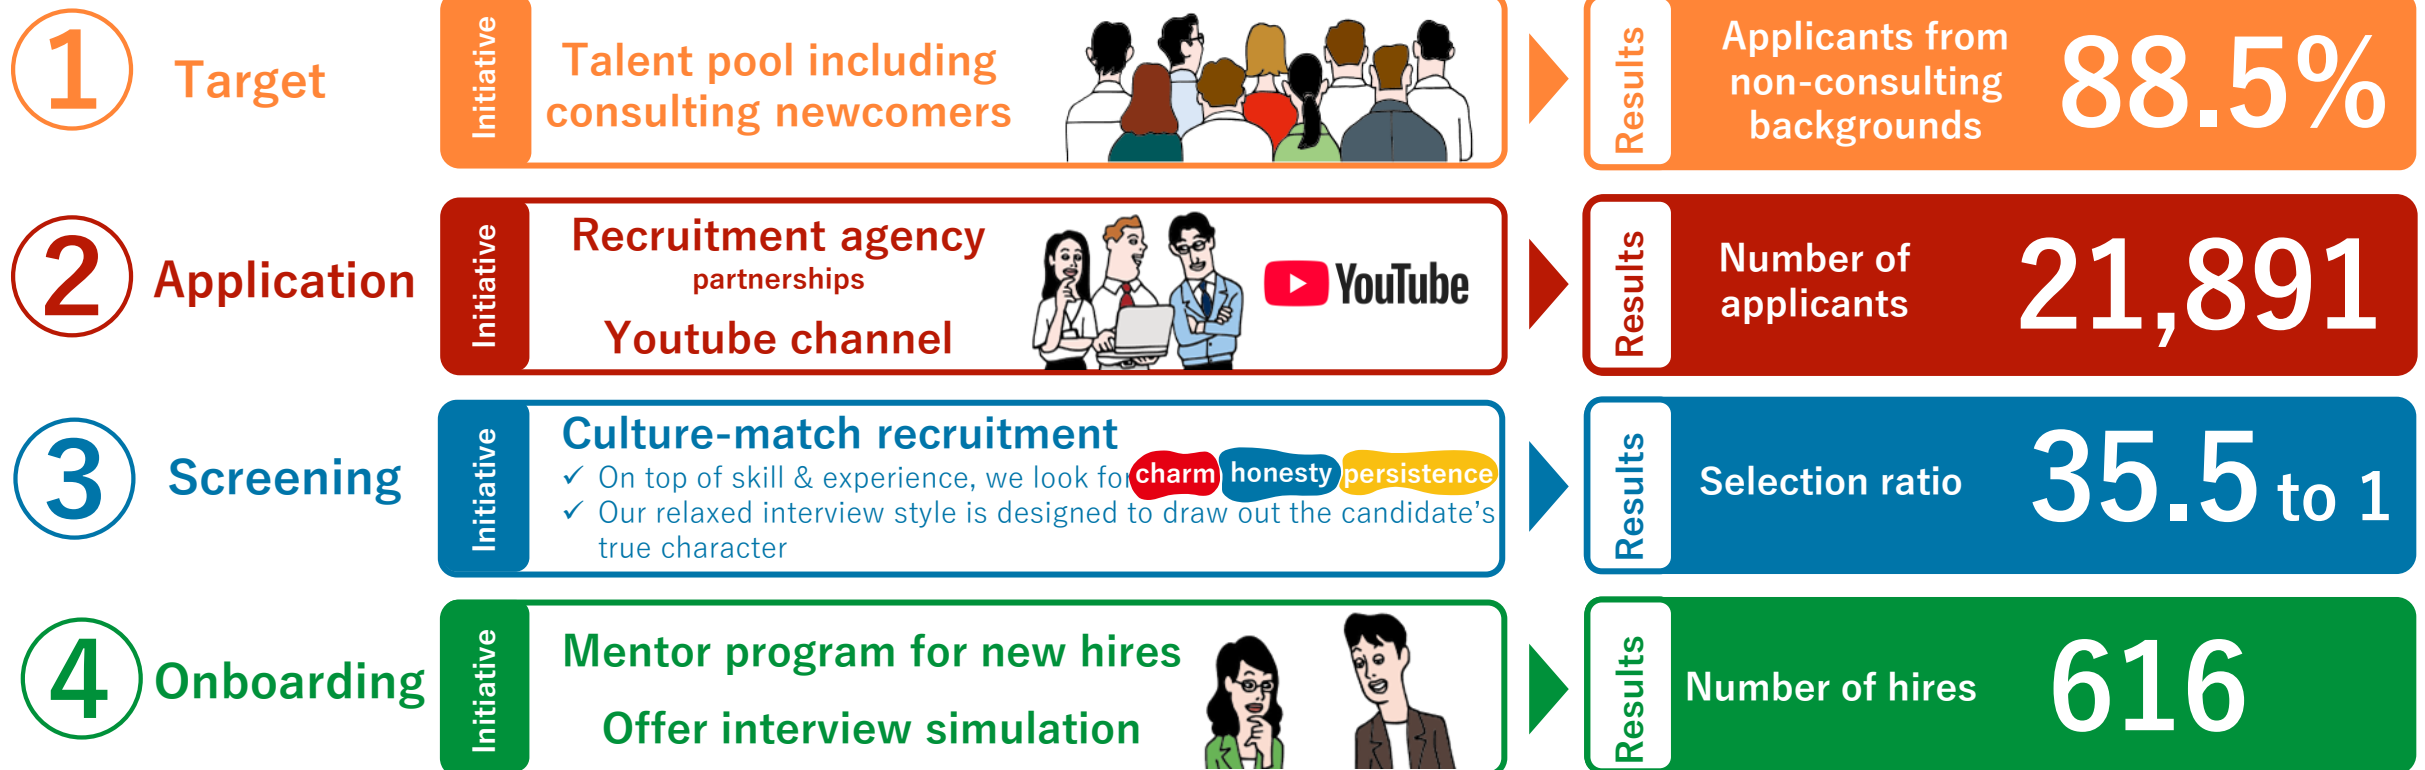 1
Target
Initiative
Talent pool including
consulting newcomers
Results
Applicants from
non-consulting
backgrounds
88.5%
2
Application
Initiative
Recruitment agency
partnerships
Youtube channel
YouTube
Results
Number of
applicants
21,891
3
Screening
Initiative
Culture-match recruitment
✓ On top of skill & experience, we look for charm honesty persistence
✓ Our relaxed interview style is designed to draw out the candidate's
true character
Results
Selection ratio
35.5 to 1
4
Onboarding
Initiative
Mentor program for new hires
Offer interview simulation
Results
Number of hires
616